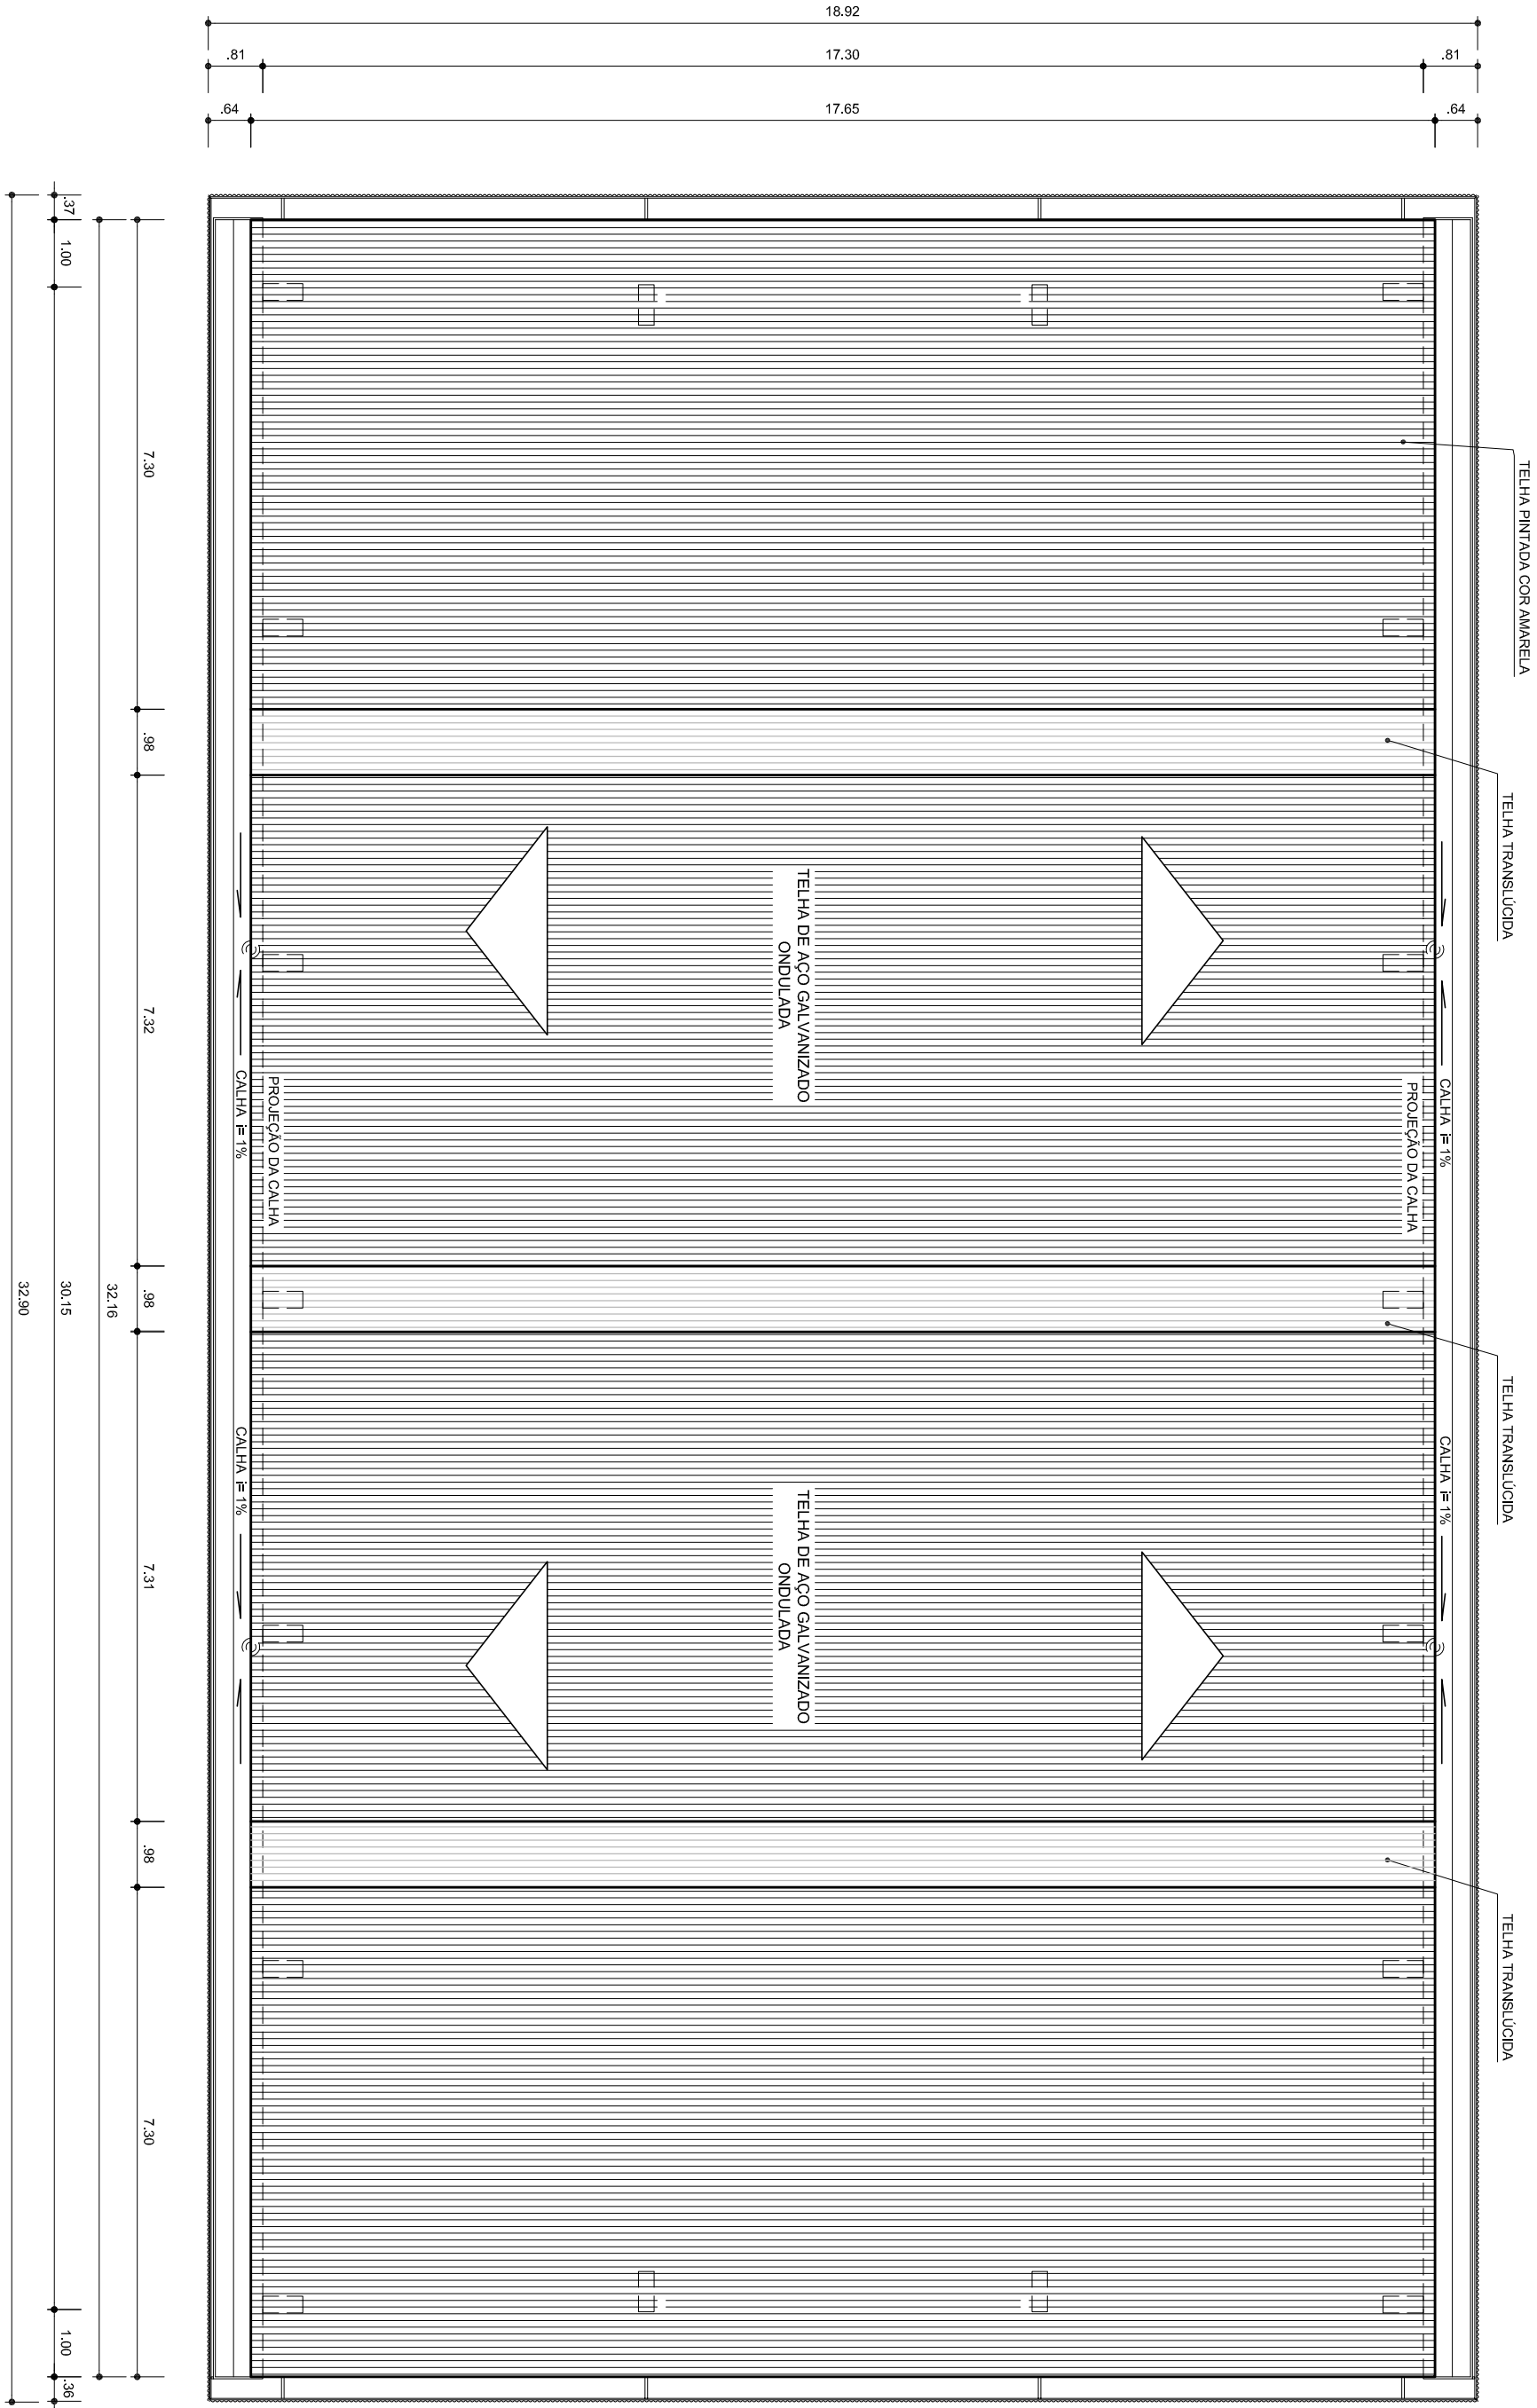 18.92
.81
17.30
.81
.64
17.65
.64
.37
1.00
7.30
.98
7.32
.98
7.31
.98
7.30
32.16
30.15
32.90
1.00
.36
TELHA PINTADA COR AMARELA
TELHA TRANSLÚCIDA
TELHA TRANSLÚCIDA
TELHA TRANSLÚCIDA
TELHA DE AÇO GALVANIZADO
ONDULADA
TELHA DE AÇO GALVANIZADO
ONDULADA
CALHA i= 1%
PROJEÇÃO DA CALHA
CALHA i= 1%
PROJEÇÃO DA CALHA
CALHA i= 1%
CALHA i= 1%